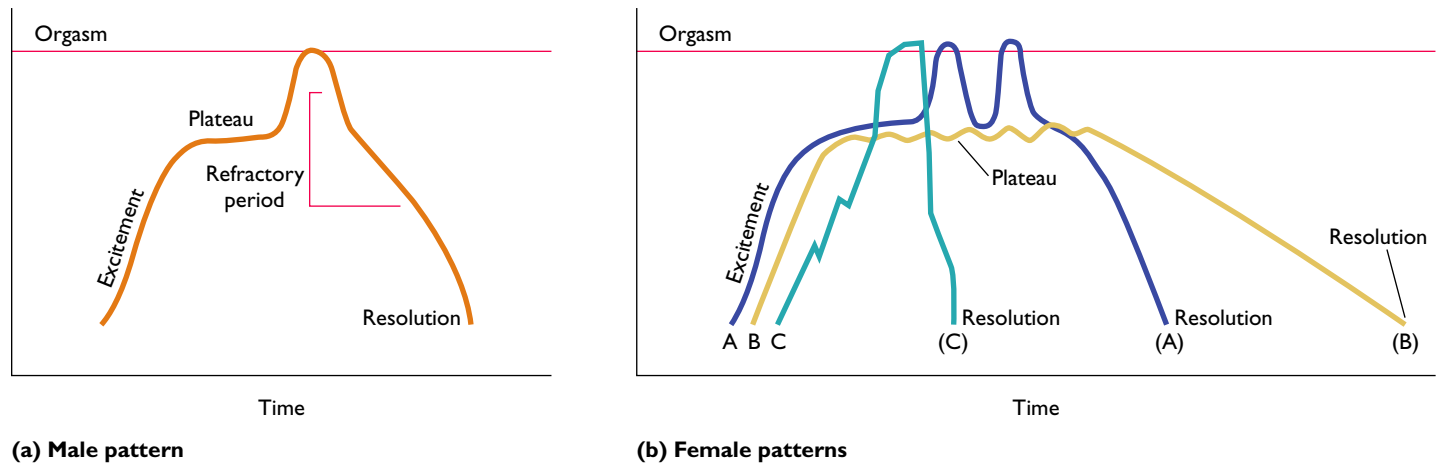 Orgasm
Plateau
Refractory
period
Excitement
Resolution
Time
(a) Male pattern
Orgasm
Plateau
Excitement
Resolution
Resolution
Resolution
A B C (C) (A) (B)
Time
(b) Female patterns